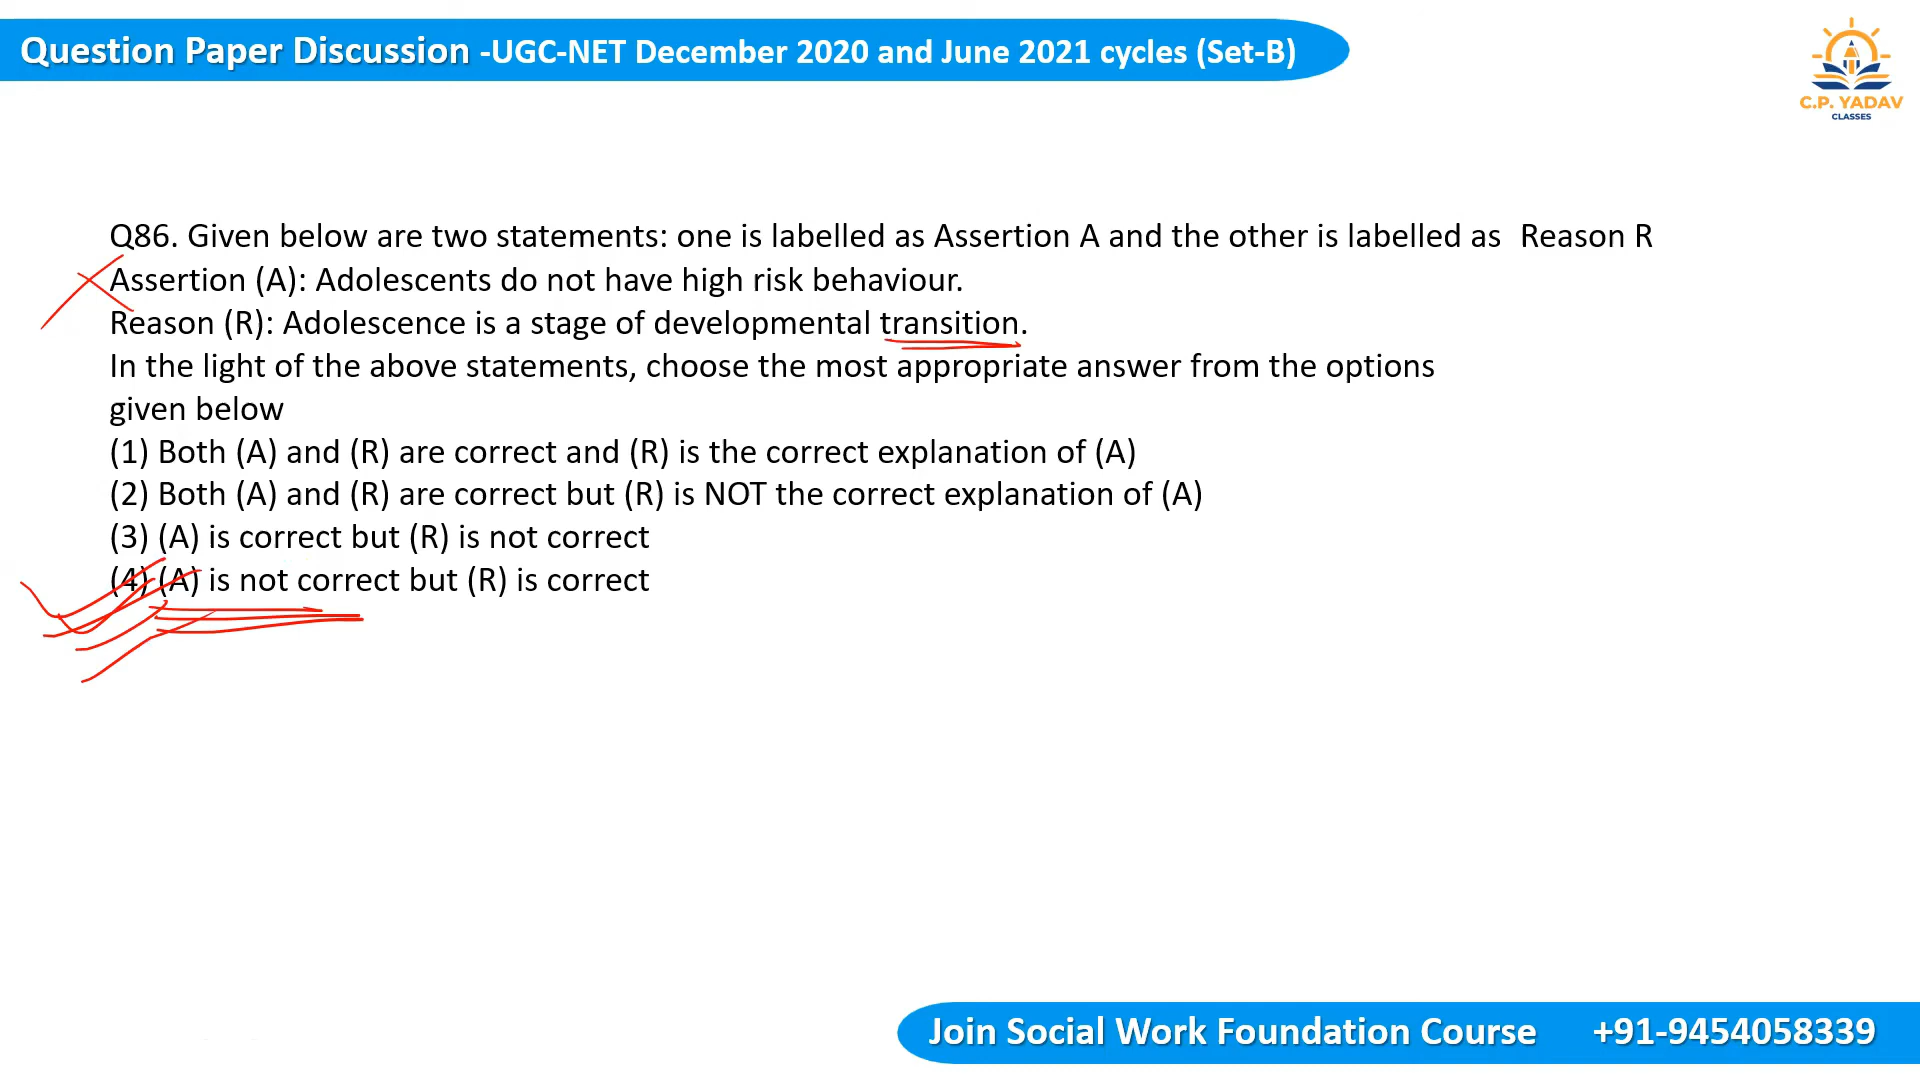 Question Paper Discussion -UGC-NET December 2020 and June 2021 cycles (Set-B)
C.P. YADAV
CLASSES
Q86. Given below are two statements: one is labelled as Assertion A and the other is labelled as  Reason R
Assertion (A): Adolescents do not have high risk behaviour.
Reason (R): Adolescence is a stage of developmental transition.
In the light of the above statements, choose the most appropriate answer from the options
given below
(1) Both (A) and (R) are correct and (R) is the correct explanation of (A)
(2) Both (A) and (R) are correct but (R) is NOT the correct explanation of (A)
(3) (A) is correct but (R) is not correct
(4) (A) is not correct but (R) is correct
Join Social Work Foundation Course +91-9454058339